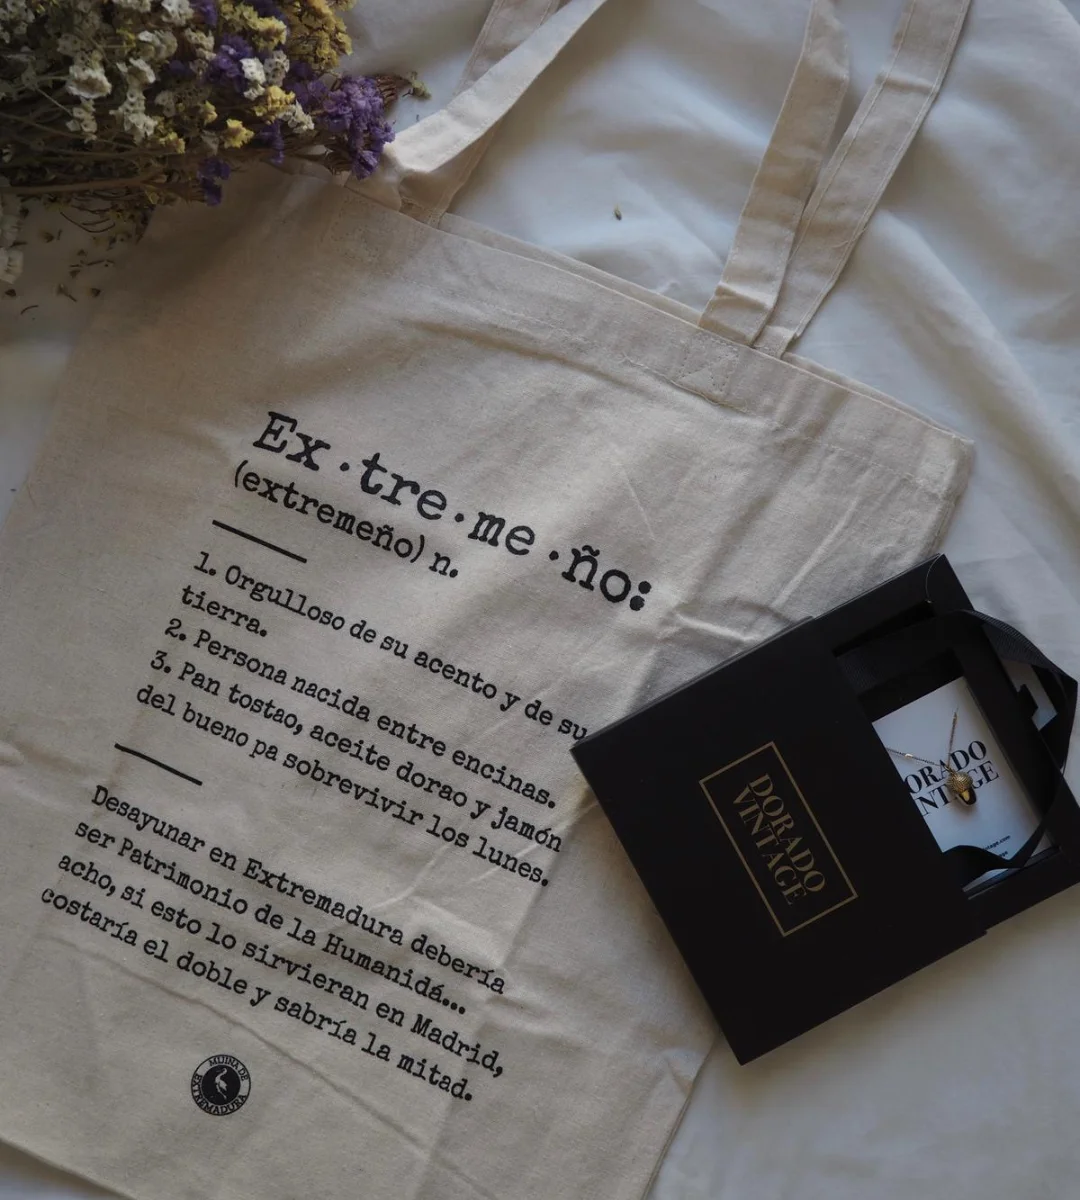 Ex·tre·me·ño:
(extremeño) n.
1. Orgulloso de su acento y de su
tierra.
2. Persona nacida entre encinas.
3. Pan tostao, aceite dorao y jamón
del bueno pa sobrevivir los lunes.
Desayunar en Extremadura debería
ser Patrimonio de la Humanidá...
acho, si esto lo sirvieran en Madrid,
costaría el doble y sabría la mitad.
EXTREMADURA
DORADO
VINTAGE
ORADO